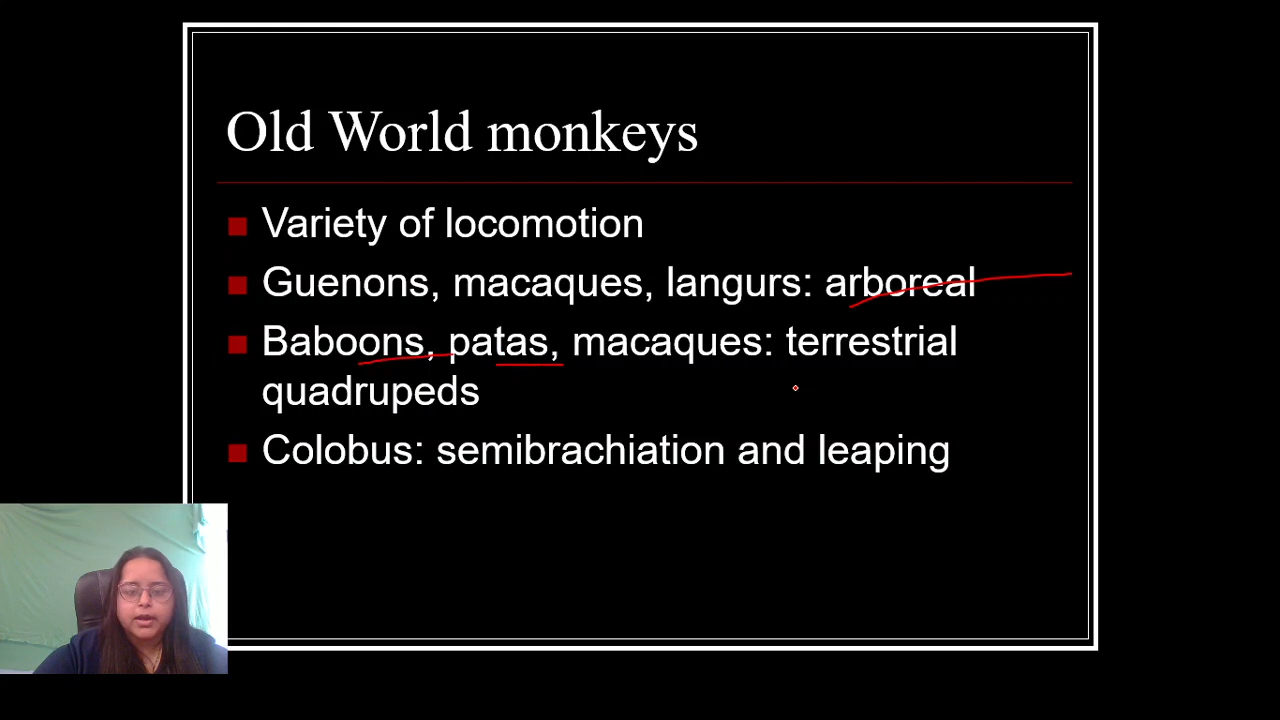 Old World monkeys
Variety of locomotion
Guenons, macaques, langurs: arboreal
Baboons, patas, macaques: terrestrial
quadrupeds
Colobus: semibrachiation and leaping